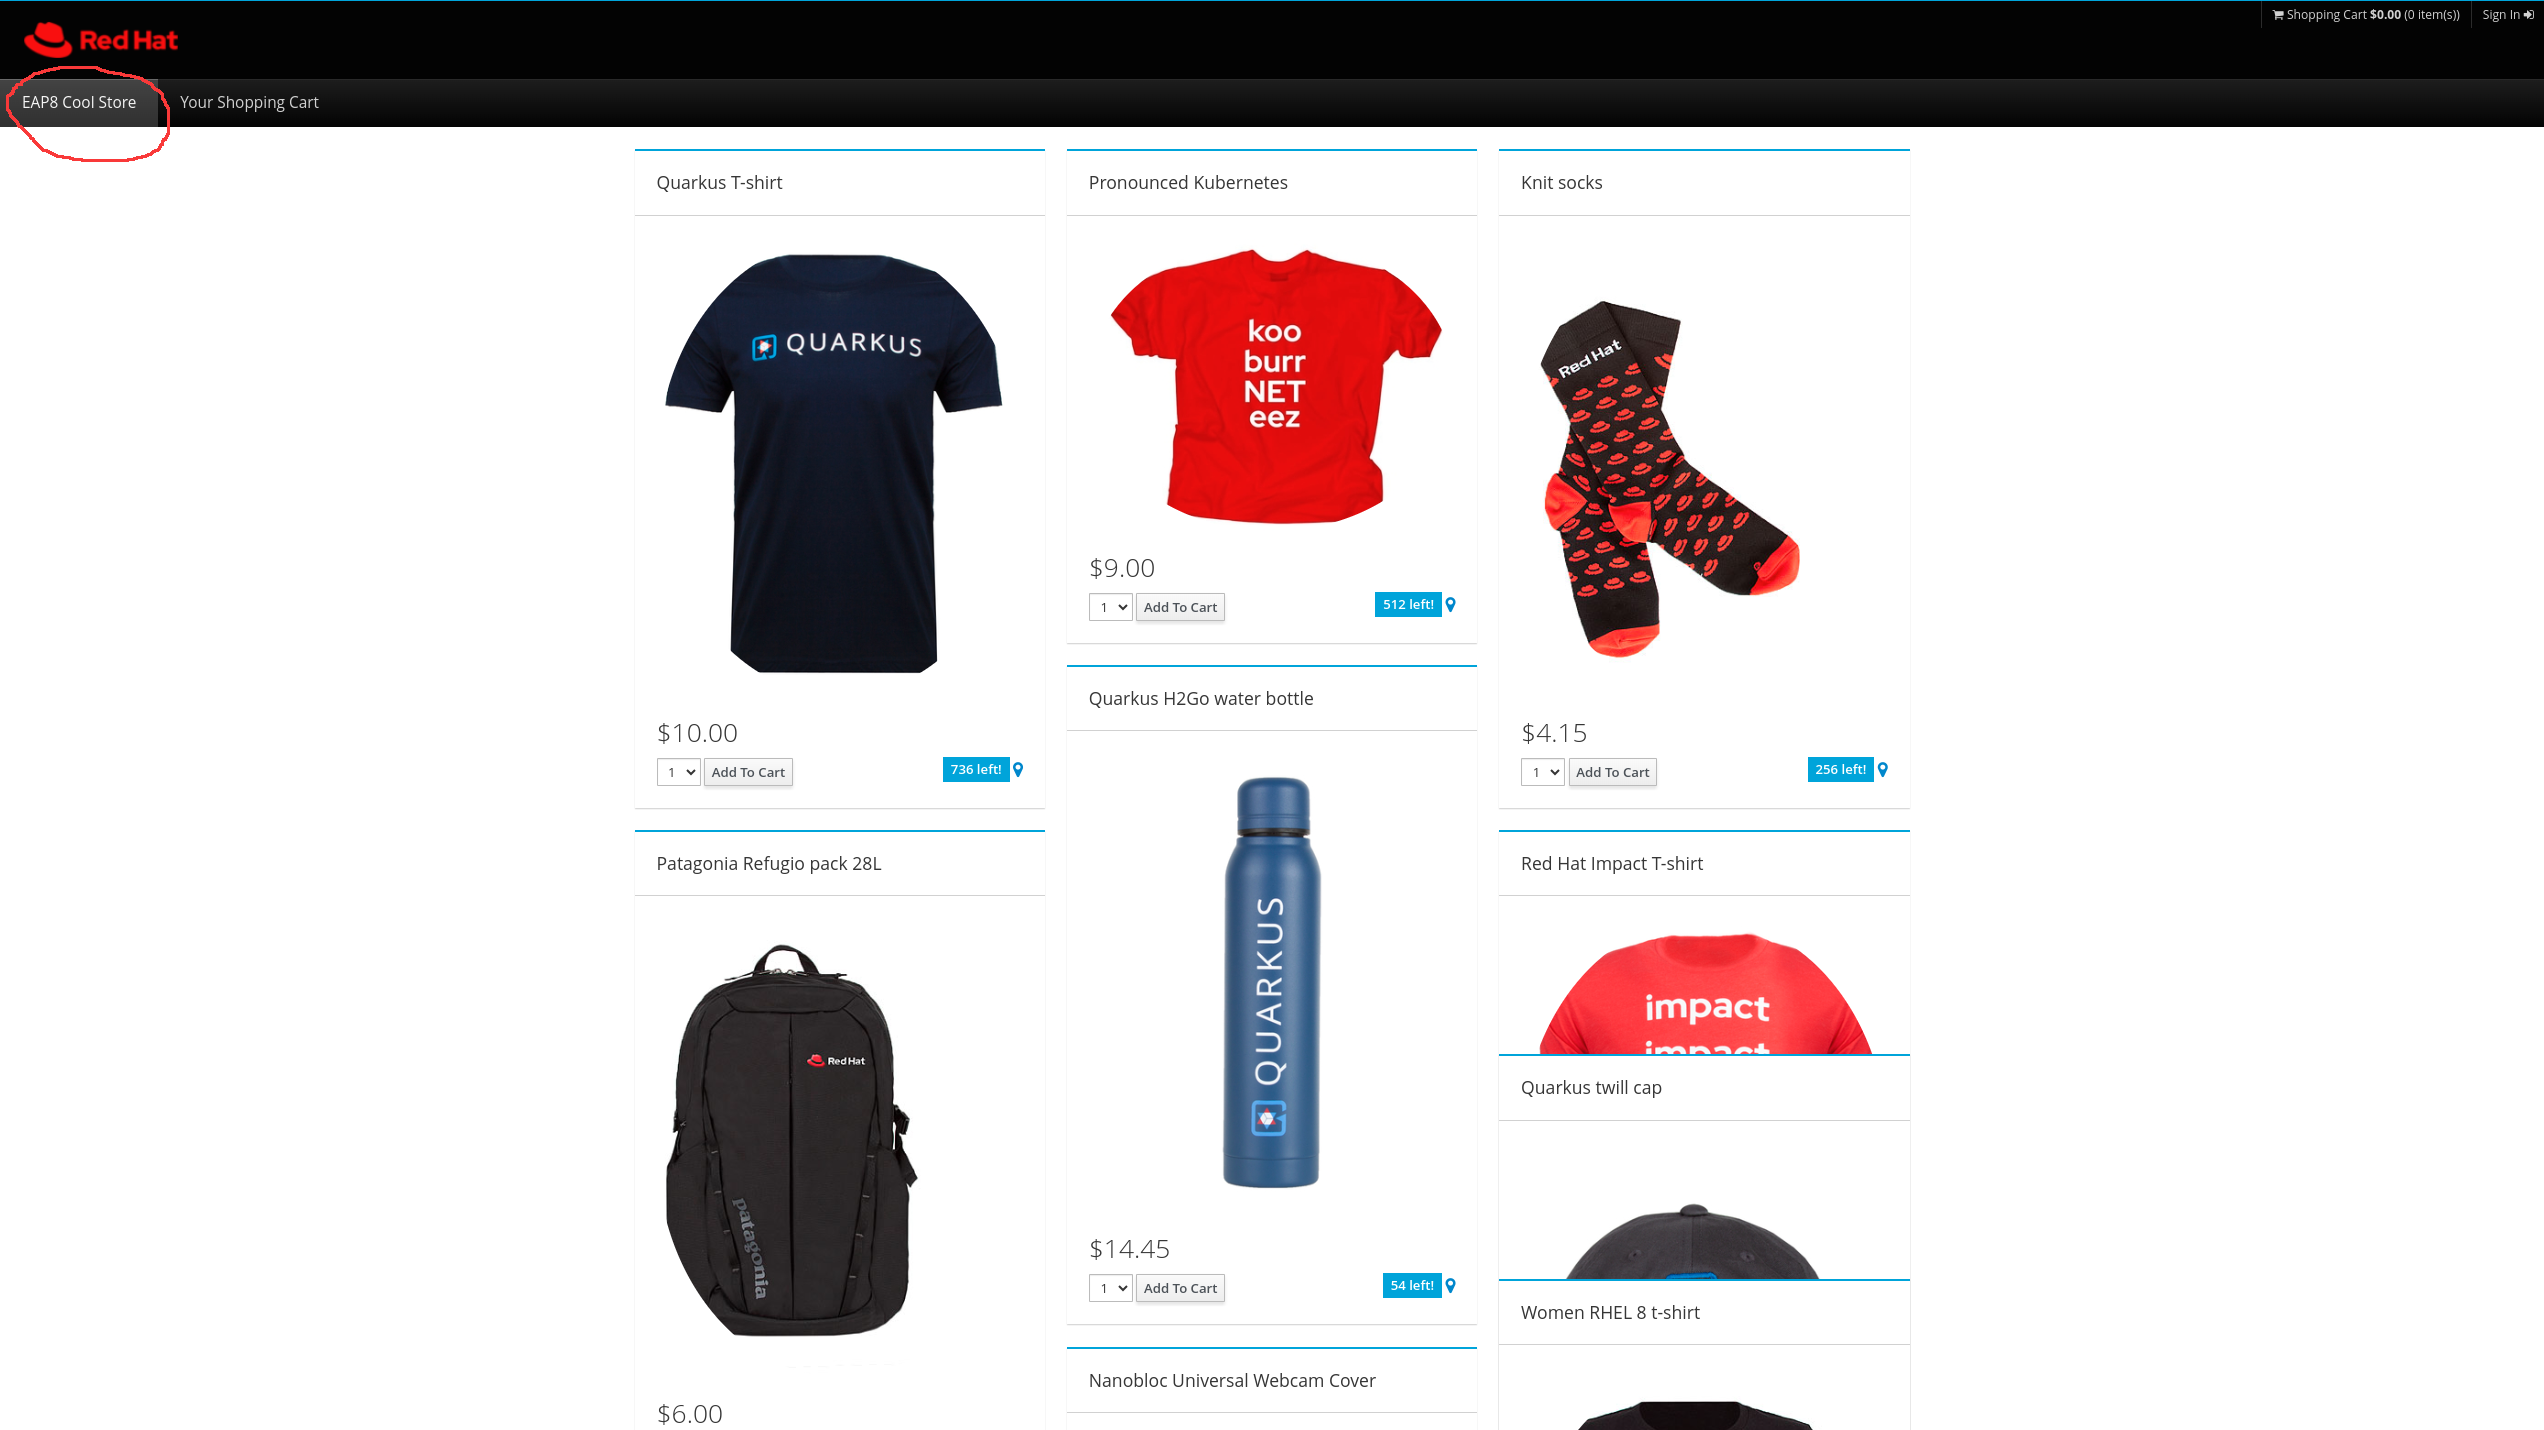 Red Hat
Shopping Cart $0.00 (0 item(s))
Sign In
EAP8 Cool Store
Your Shopping Cart
Quarkus T-shirt
QUARKUS
$10.00
1
Add To Cart
736 left!
Patagonia Refugio pack 28L
Red Hat
patagonia
$6.00
Pronounced Kubernetes
koo
burr
NET
eez
$9.00
1
Add To Cart
512 left!
Quarkus H2Go water bottle
QUARKUS
$14.45
1
Add To Cart
54 left!
Nanobloc Universal Webcam Cover
Knit socks
Red Hat
$4.15
1
Add To Cart
256 left!
Red Hat Impact T-shirt
impact
impact
Quarkus twill cap
Women RHEL 8 t-shirt